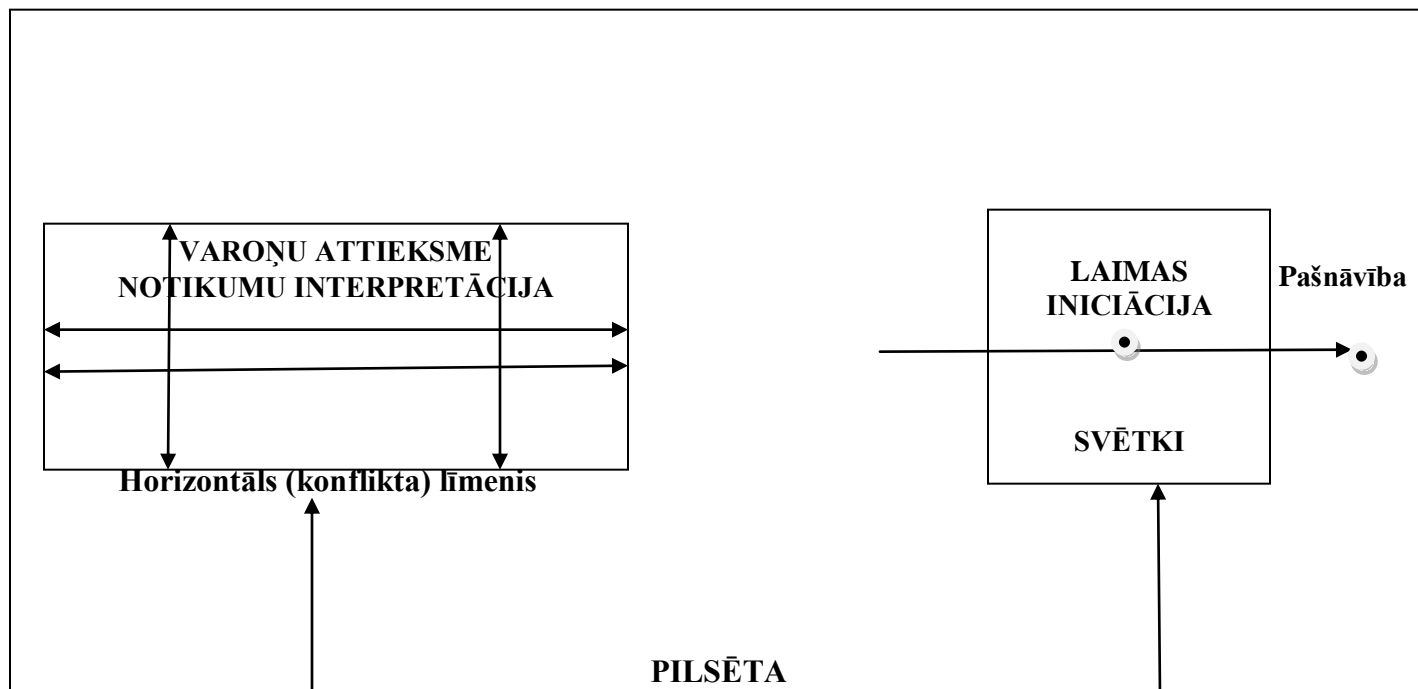 VAROŅU ATTIEKSME
NOTIKUMU INTERPRETĀCIJA
Horizontāls (konflikta) līmenis
LAIMAS
INICIĀCIJA
SVĒTKI
Pašnāvība
PILSĒTA